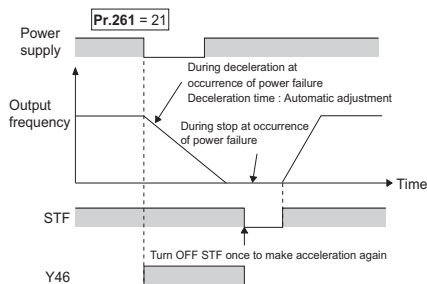 Pr.261 = 21
Power
supply
During deceleration at
occurrence of power failure
Deceleration time : Automatic adjustment
Output
frequency
During stop at occurrence
of power failure
Time
STF
Turn OFF STF once to make acceleration again
Y46